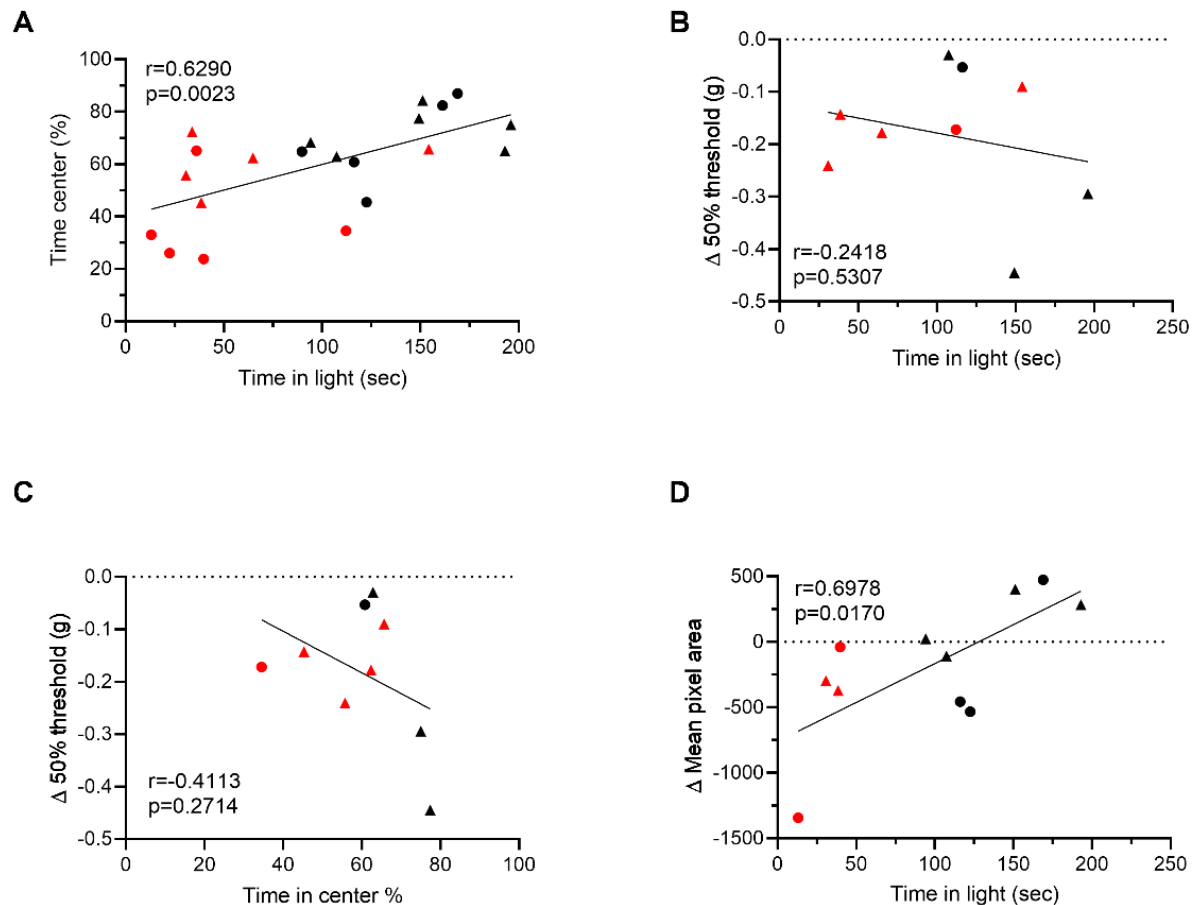 A
r=0.6290
p=0.0023
Time center (%)
100
80
60
40
20
0
0 50 100 150 200
Time in light (sec)
B
Δ 50% threshold (g)
0.0
-0.1
-0.2
-0.3
-0.4
-0.5
r=-0.2418
p=0.5307
0 50 100 150 200 250
Time in light (sec)
C
Δ 50% threshold (g)
0.0
-0.1
-0.2
-0.3
-0.4
-0.5
r=-0.4113
p=0.2714
0 20 40 60 80 100
Time in center %
D
r=0.6978
p=0.0170
Δ Mean pixel area
500
0
-500
-1000
-1500
0 50 100 150 200 250
Time in light (sec)